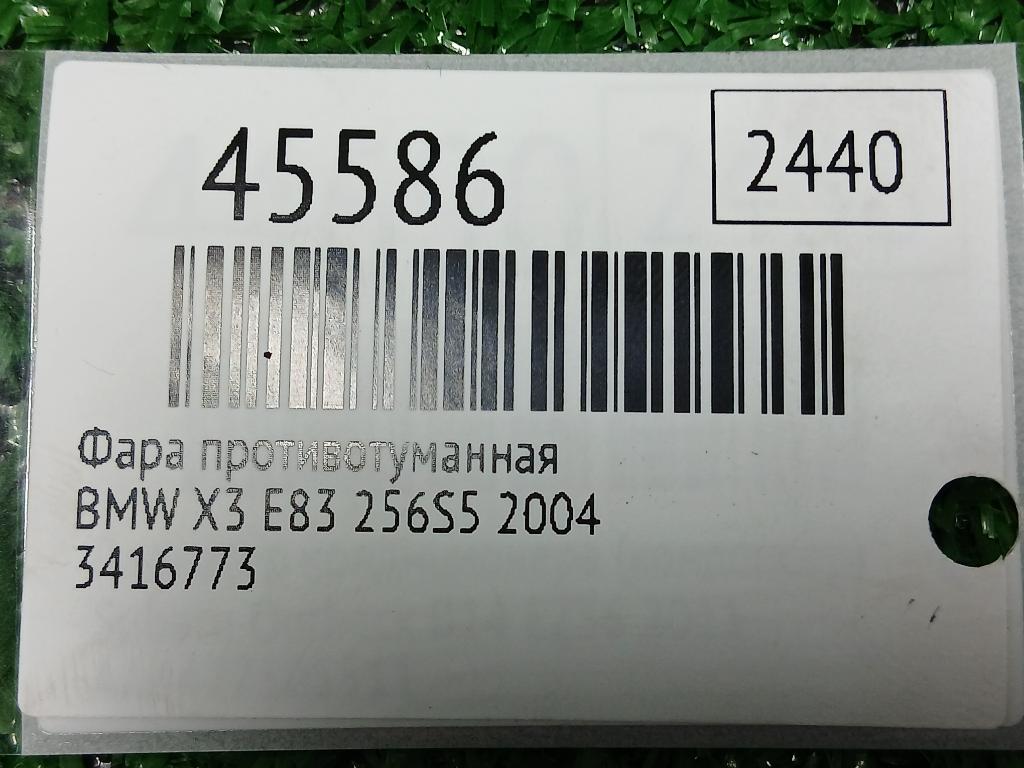 45586
2440
Фара противотуманная
BMW X3 E83 256S5 2004
3416773